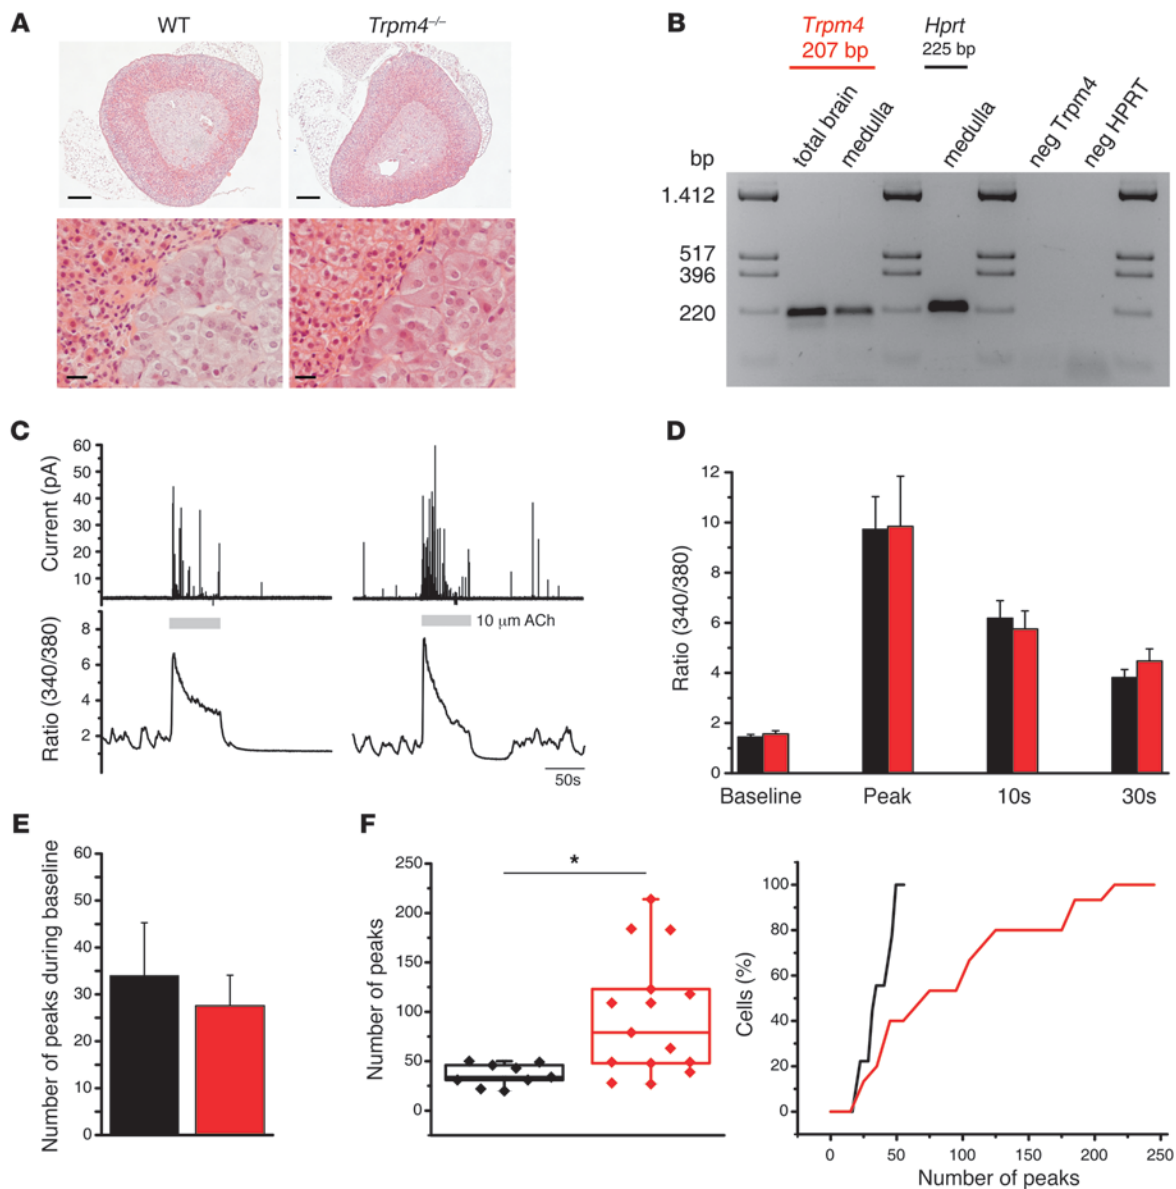 A
WT
Trpm4–/–
B
Trpm4
207 bp
Hprt
225 bp
total brain
medulla
medulla
neg Trpm4
neg HPRT
bp
1.412
517
396
220
C
Current (pA)
60
50
40
30
20
10
10 μm ACh
Ratio (340/380)
8
6
4
2
50s
D
Ratio (340/380)
12
10
8
6
4
2
0
Baseline
Peak
10s
30s
E
Number of peaks during baseline
60
50
40
30
30
10
0
F
Number of peaks
250
200
150
100
50
0
*
Cells (%)
100
80
60
40
20
0
0
50
100
150
200
250
Number of peaks